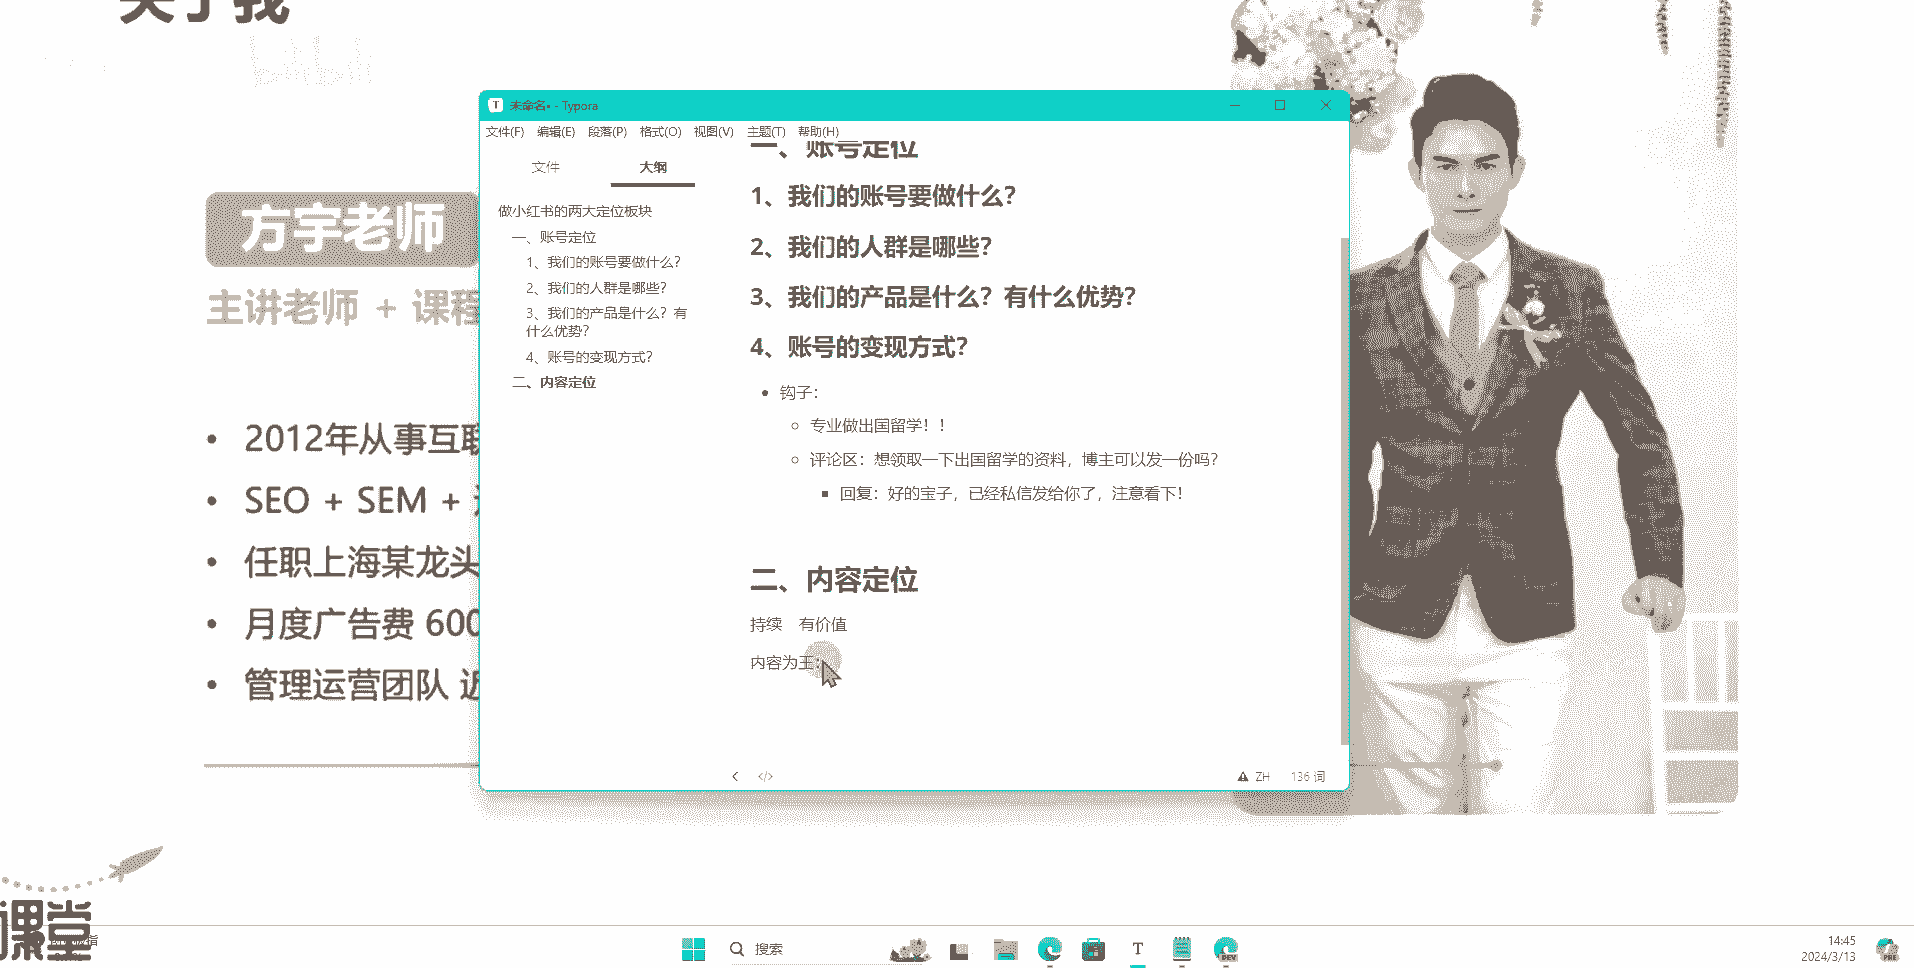 关于我
bilibili
方宇老师
主讲老师 + 课程
2012年从事互联
SEO + SEM +
任职上海某龙头
月度广告费 600
管理运营团队 近
未命名• - Typora
文件(F) 编辑(E) 段落(P) 格式(O) 视图(V) 主题(T) 帮助(H)
文件 大纲
做小红书的两大定位板块
一、账号定位
1、我们的账号要做什么？
2、我们的人群是哪些？
3、我们的产品是什么？有
什么优势？
4、账号的变现方式？
二、内容定位
一、账号定位
1、我们的账号要做什么？
2、我们的人群是哪些？
3、我们的产品是什么？有什么优势？
4、账号的变现方式？
钩子：
专业做出国留学！！
评论区：想领取一下出国留学的资料，博主可以发一份吗？
回复：好的宝子，已经私信发给你了，注意看下！
二、内容定位
持续 有价值
内容为王：
ZH 136 词
课堂
搜索
14:45
2024/3/13